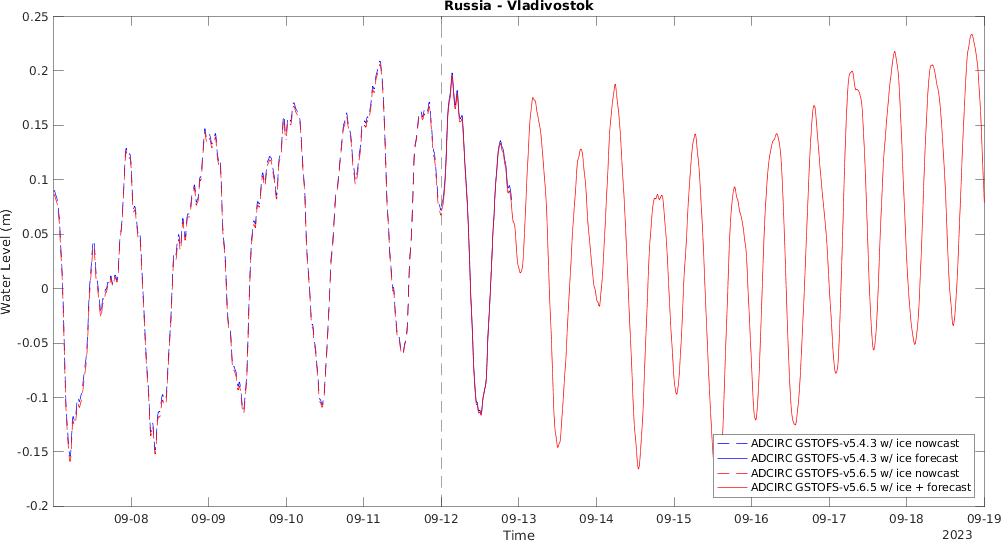 Russia - Vladivostok
0.25
0.2
0.15
0.1
0.05
0
-0.05
-0.1
-0.15
-0.2
Water Level (m)
ADCIRC GSTOFS-v5.4.3 w/ ice nowcast
ADCIRC GSTOFS-v5.4.3 w/ ice forecast
ADCIRC GSTOFS-v5.6.5 w/ ice nowcast
ADCIRC GSTOFS-v5.6.5 w/ ice + forecast
09-08 09-09 09-10 09-11 09-12 09-13 09-14 09-15 09-16 09-17 09-18 09-19
Time
2023